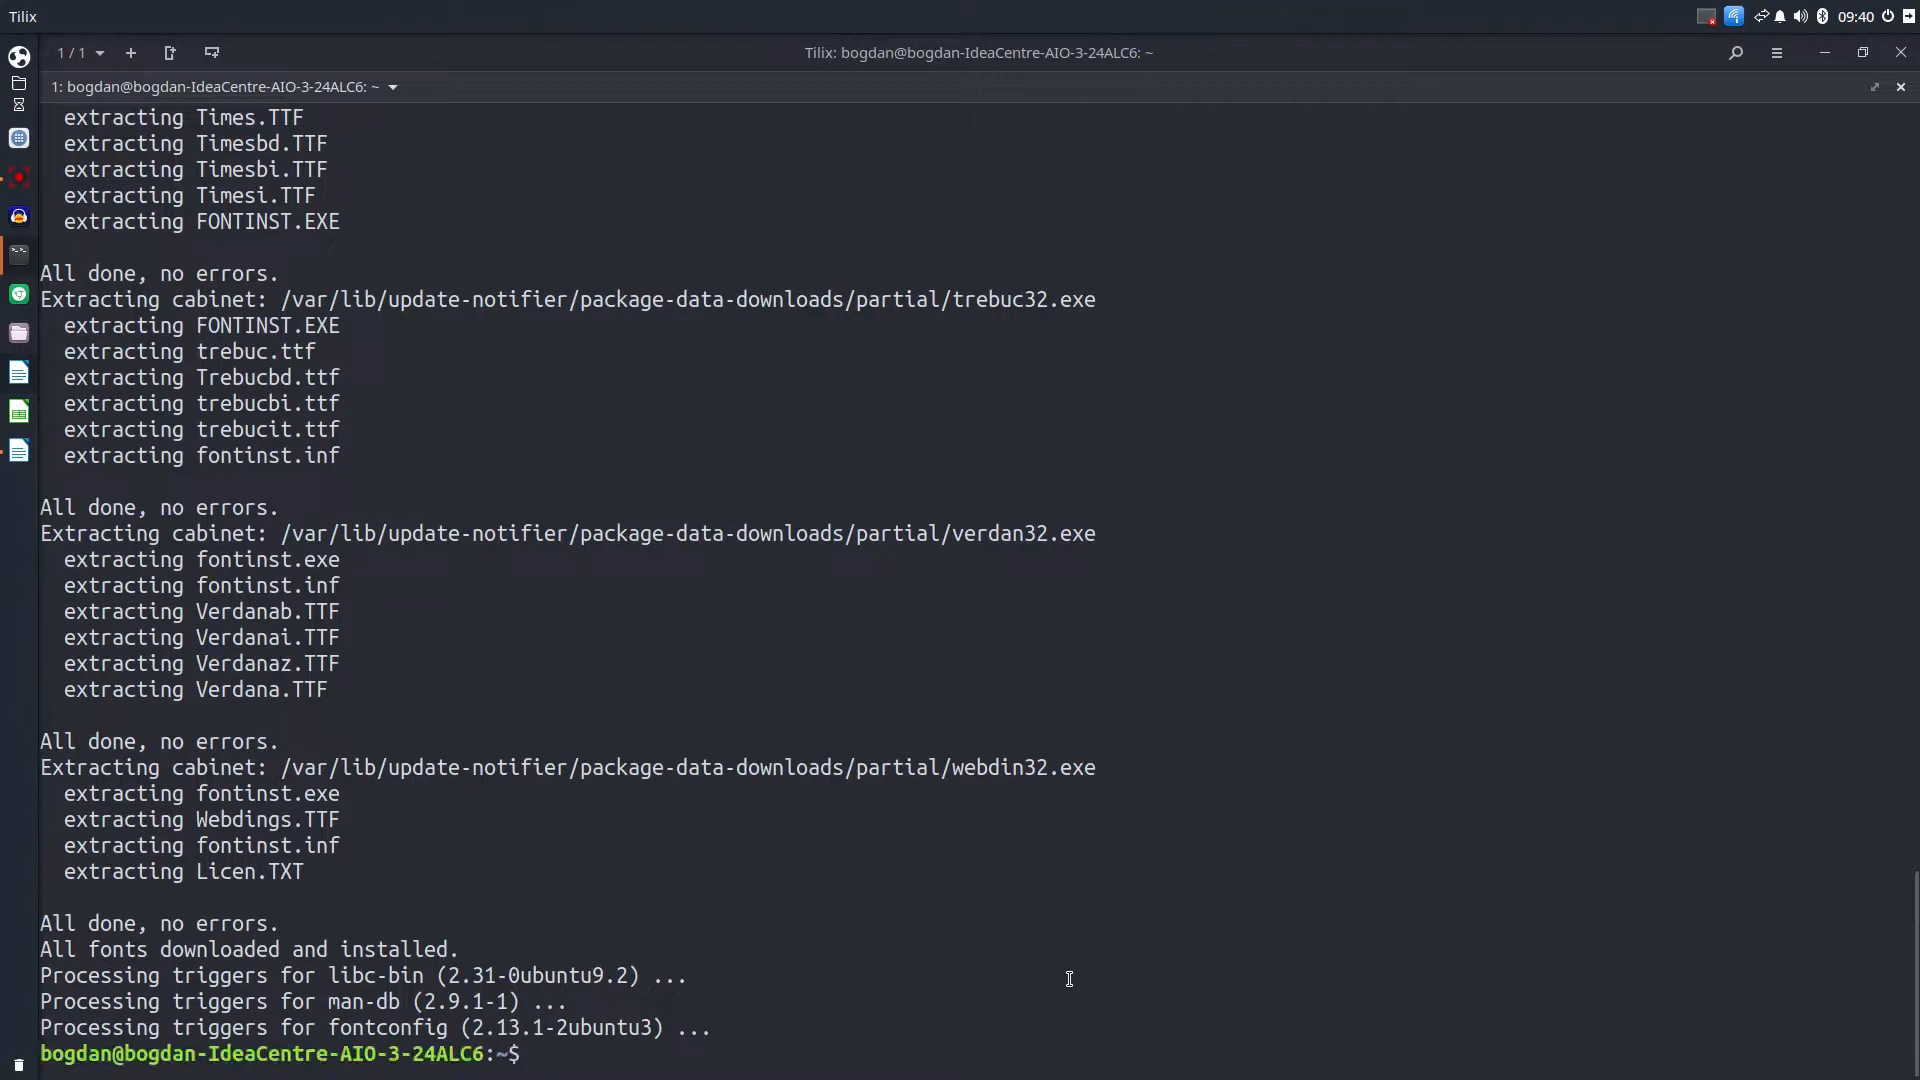 Tilix
09:40
1 / 1
Tilix: bogdan@bogdan-IdeaCentre-AIO-3-24ALC6: ~
1: bogdan@bogdan-IdeaCentre-AIO-3-24ALC6: ~
extracting Times.TTF
extracting Timesbd.TTF
extracting Timesbi.TTF
extracting Timesi.TTF
extracting FONTINST.EXE
All done, no errors.
Extracting cabinet: /var/lib/update-notifier/package-data-downloads/partial/trebuc32.exe
extracting FONTINST.EXE
extracting trebuc.ttf
extracting Trebucbd.ttf
extracting trebucbi.ttf
extracting trebucit.ttf
extracting fontinst.inf
All done, no errors.
Extracting cabinet: /var/lib/update-notifier/package-data-downloads/partial/verdan32.exe
extracting fontinst.exe
extracting fontinst.inf
extracting Verdanab.TTF
extracting Verdanai.TTF
extracting Verdanaz.TTF
extracting Verdana.TTF
All done, no errors.
Extracting cabinet: /var/lib/update-notifier/package-data-downloads/partial/webdin32.exe
extracting fontinst.exe
extracting Webdings.TTF
extracting fontinst.inf
extracting Licen.TXT
All done, no errors.
All fonts downloaded and installed.
Processing triggers for libc-bin (2.31-0ubuntu9.2) ...
Processing triggers for man-db (2.9.1-1) ...
Processing triggers for fontconfig (2.13.1-2ubuntu3) ...
bogdan@bogdan-IdeaCentre-AIO-3-24ALC6:~$